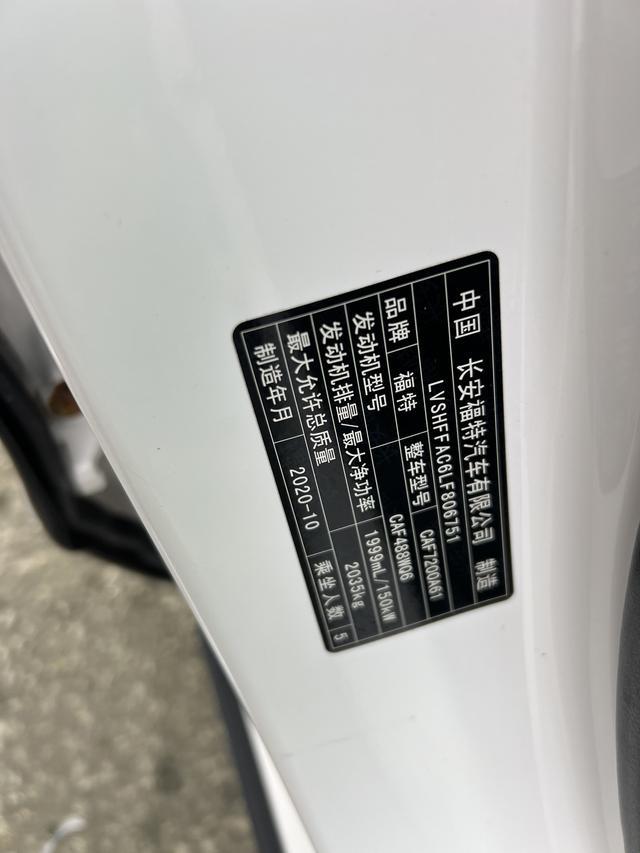 中国 长安福特汽车有限公司 制造
LVSHFFAC6LF806751
品牌 福特 整车型号 CAF7200A61
发动机型号 CAF488WQ6
发动机排量/最大净功率 1999mL/150kW
最大允许总质量 2035kg
制造年月 2020-10 乘坐人数 5